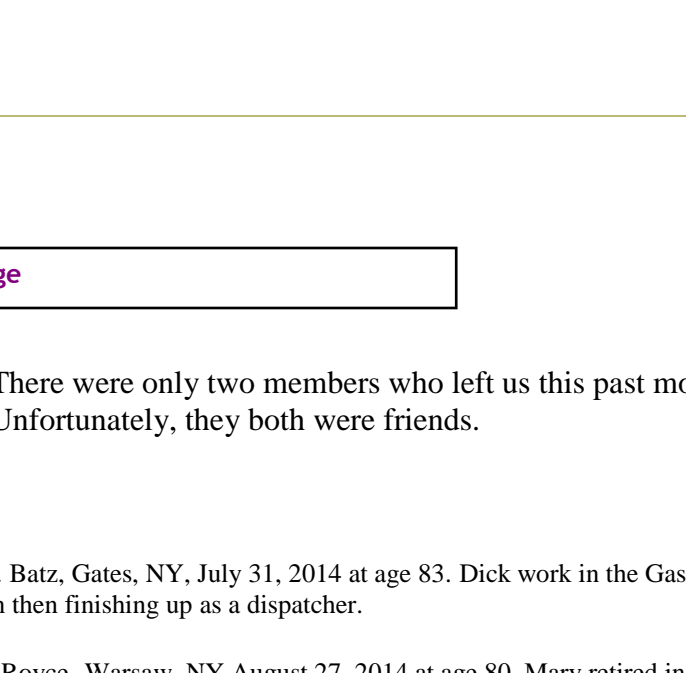 ge
There were only two members who left us this past mo
Unfortunately, they both were friends.
. Batz, Gates, NY, July 31, 2014 at age 83. Dick work in the Gas
n then finishing up as a dispatcher.
Royce, Warsaw, NY August 27, 2014 at age 80. Mary retired in